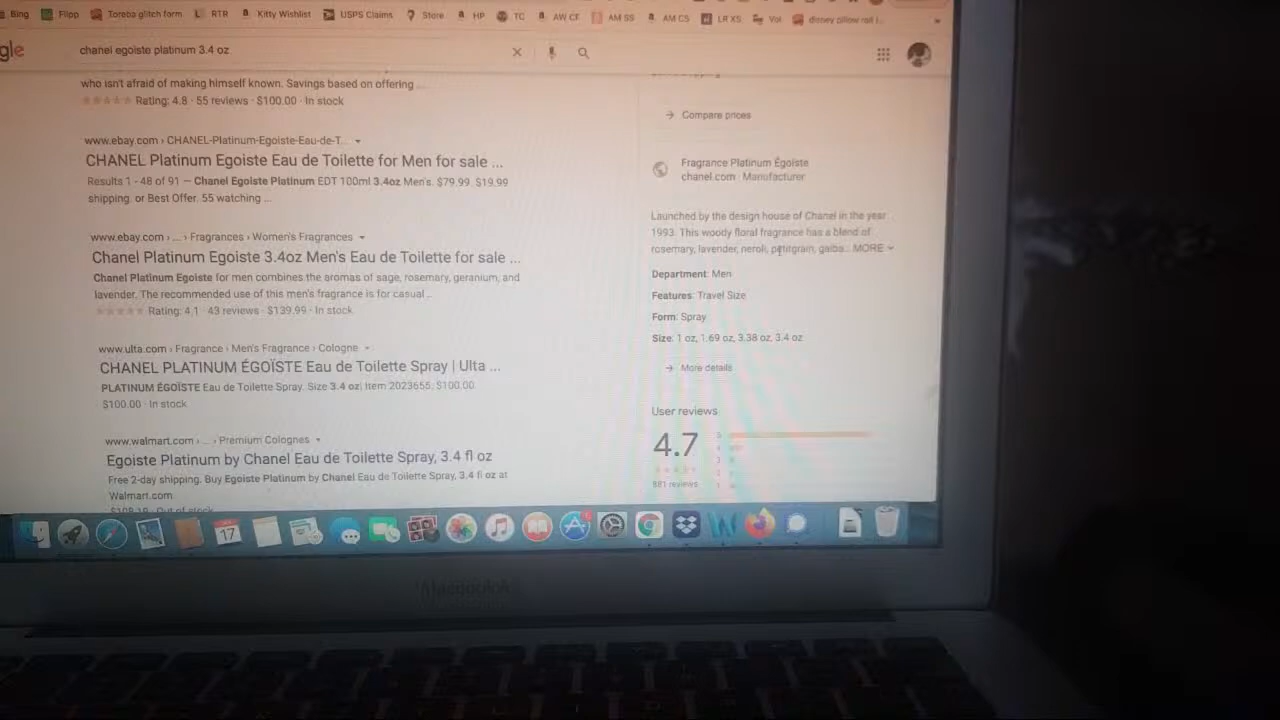 Bing Flipp Toreba glitch form RTR Kitty Wishlist USPS Claims Store HP TC AW CF AM SS AM CS LR XS Vol disney pillow roll
gle chanel egoiste platinum 3.4 oz
who isn't afraid of making himself known. Savings based on offering ...
Rating: 4.8 · 55 reviews · $100.00 · In stock
www.ebay.com › CHANEL-Platinum-Egoiste-Eau-de-T...
CHANEL Platinum Egoiste Eau de Toilette for Men for sale ...
Results 1 - 48 of 91 — Chanel Egoiste Platinum EDT 100ml 3.4oz Men's. $79.99. $19.99
shipping. or Best Offer. 55 watching ...
www.ebay.com › ... › Fragrances › Women's Fragrances
Chanel Platinum Egoiste 3.4oz Men's Eau de Toilette for sale ...
Chanel Platinum Egoiste for men combines the aromas of sage, rosemary, geranium, and
lavender. The recommended use of this men's fragrance is for casual ...
Rating: 4.1 · 43 reviews · $139.99 · In stock
www.ulta.com › Fragrance › Men's Fragrance › Cologne
CHANEL PLATINUM ÉGOÏSTE Eau de Toilette Spray | Ulta ...
PLATINUM ÉGOÏSTE Eau de Toilette Spray. Size 3.4 oz| Item 2023655. $100.00.
$100.00 · In stock
www.walmart.com › ... › Premium Colognes
Egoiste Platinum by Chanel Eau de Toilette Spray, 3.4 fl oz
Free 2-day shipping. Buy Egoiste Platinum by Chanel Eau de Toilette Spray, 3.4 fl oz at
Walmart.com
Out of stock
Compare prices
Fragrance Platinum Égoïste
chanel.com · Manufacturer
Launched by the design house of Chanel in the year
1993. This woody floral fragrance has a blend of
rosemary, lavender, neroli, petitgrain, galba... MORE
Department: Men
Features: Travel Size
Form: Spray
Size: 1 oz, 1.69 oz, 3.38 oz, 3.4 oz
More details
User reviews
4.7
881 reviews
5
4
3
2
1
17
MacBook Air